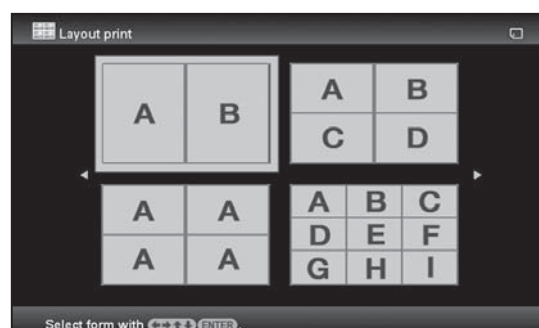 Layout print
A B
A B
C D
A A
A A
A B C
D E F
G H I
Select form with ←→↑↓ ENTER.